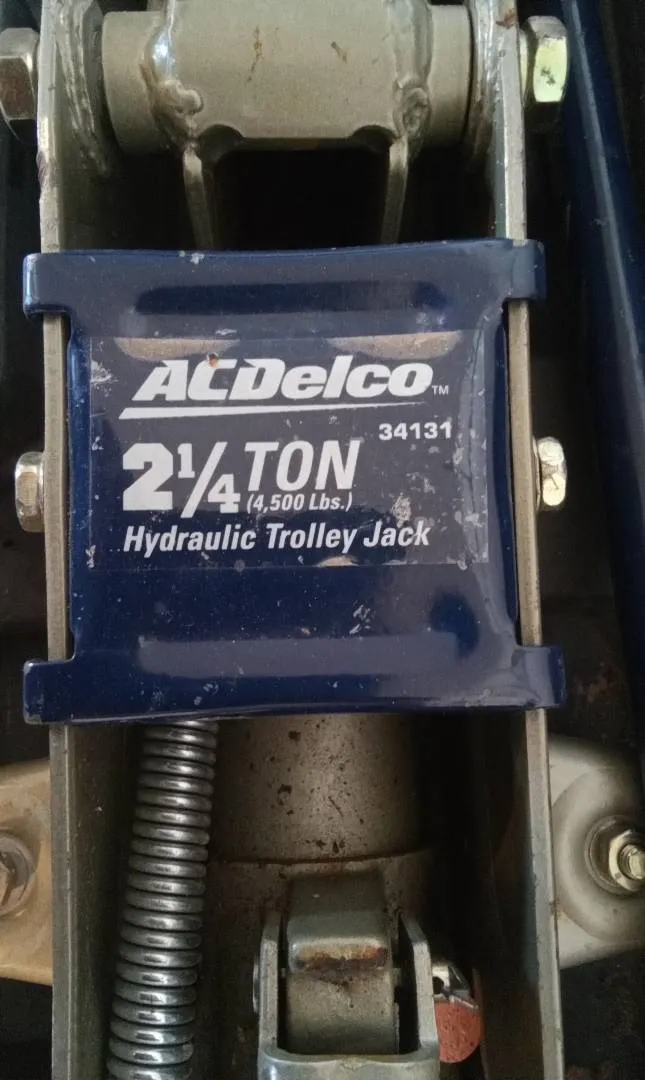 ACDelco™
34131
2¼ TON
(4,500 Lbs.)
Hydraulic Trolley Jack